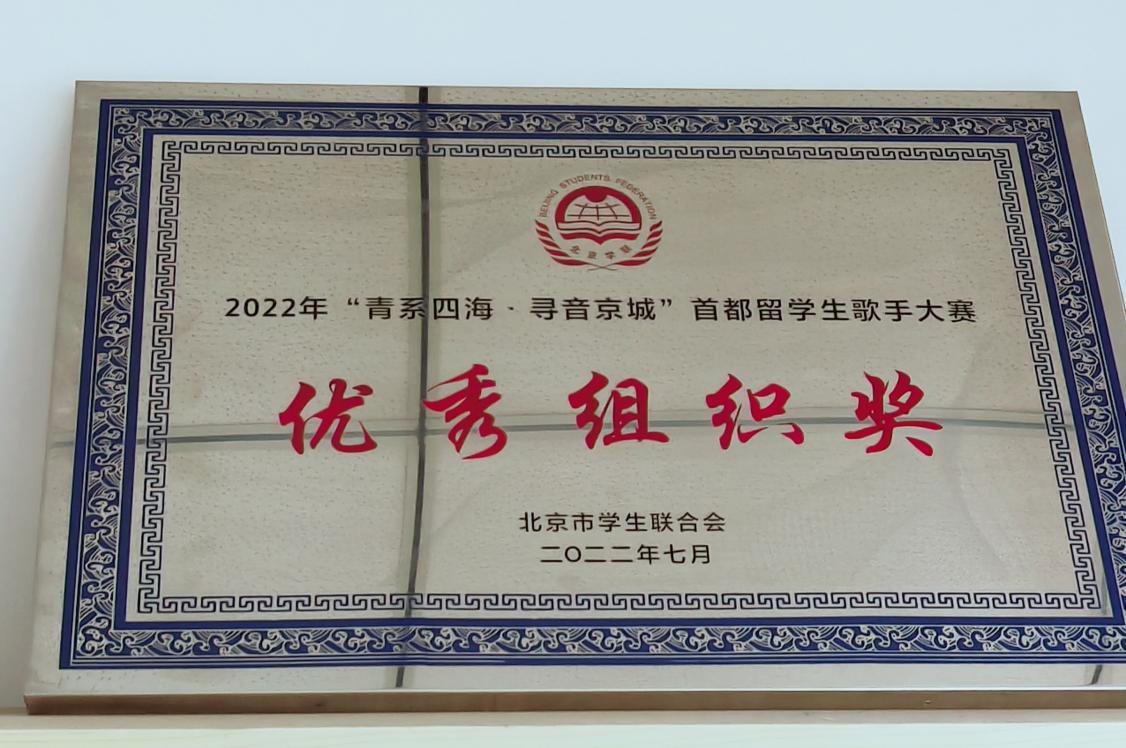 BEIJING STUDENTS FEDERATION
北京学联
2022年“青系四海·寻音京城”首都留学生歌手大赛
优秀组织奖
北京市学生联合会
二〇二二年七月